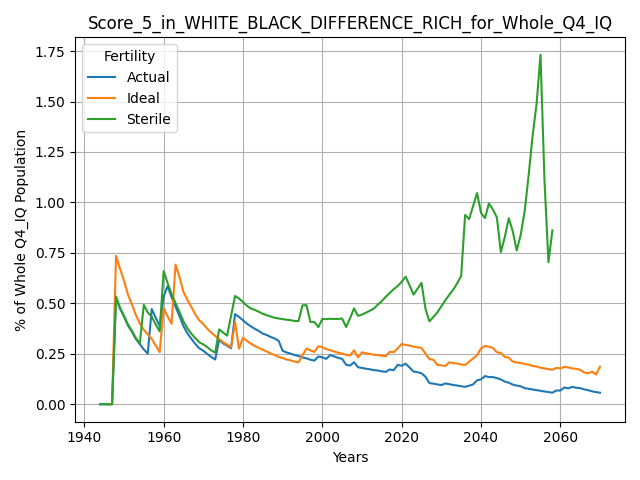 Score_5_in_WHITE_BLACK_DIFFERENCE_RICH_for_Whole_Q4_IQ
Fertility
Actual
Ideal
Sterile
% of Whole Q4_IQ Population
1.75
1.50
1.25
1.00
0.75
0.50
0.25
0.00
1940 1960 1980 2000 2020 2040 2060
Years